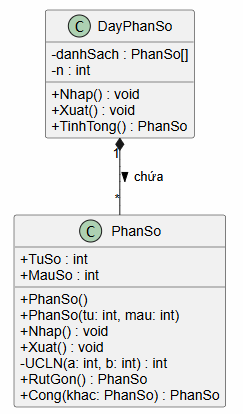 C DayPhanSo
-danhSach : PhanSo[]
-n : int
+Nhap() : void
+Xuat() : void
+TinhTong() : PhanSo
1
chứa
*
C PhanSo
+TuSo : int
+MauSo : int
+PhanSo()
+PhanSo(tu: int, mau: int)
+Nhap() : void
+Xuat() : void
-UCLN(a: int, b: int) : int
+RutGon() : PhanSo
+Cong(khac: PhanSo) : PhanSo